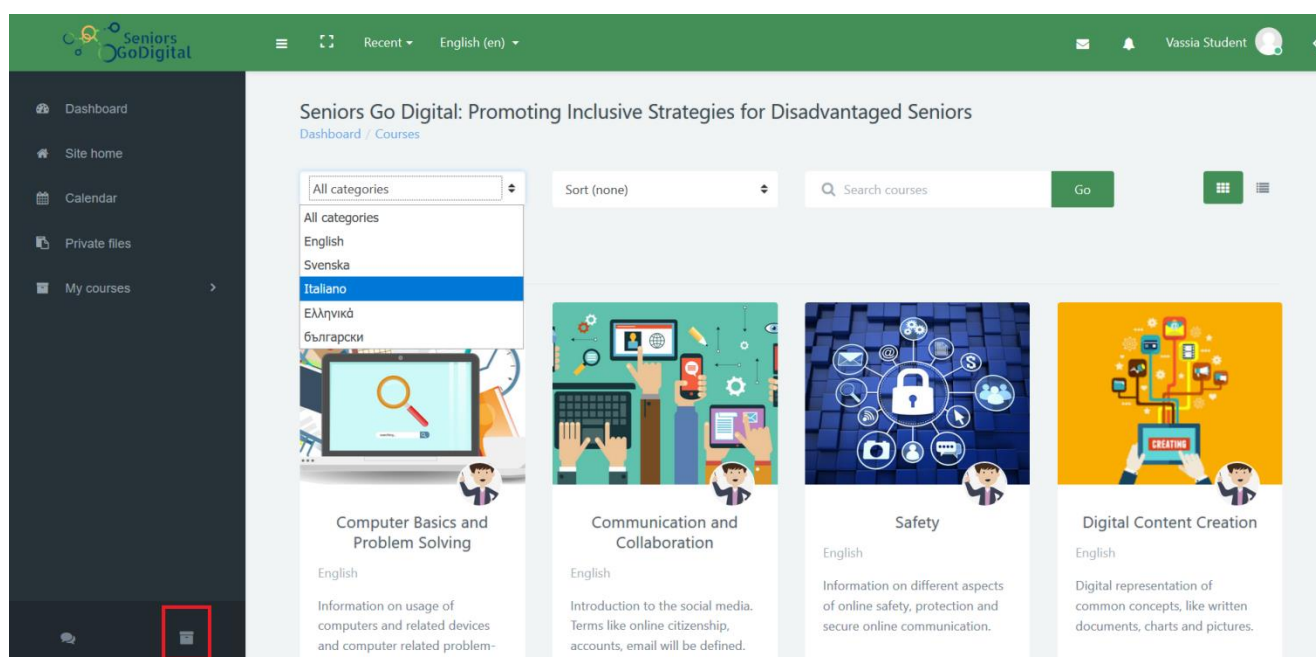 Seniors
GoDigital
Recent
English (en)
Vassia Student
Dashboard
Site home
Calendar
Private files
My courses
Seniors Go Digital: Promoting Inclusive Strategies for Disadvantaged Seniors
Dashboard / Courses
All categories
Sort (none)
Search courses
Go
All categories
English
Svenska
Italiano
Ελληνικά
български
CREATING
Computer Basics and
Problem Solving
English
Information on usage of
computers and related devices
and computer related problem-
Communication and
Collaboration
English
Introduction to the social media.
Terms like online citizenship,
accounts, email will be defined.
Safety
English
Information on different aspects
of online safety, protection and
secure online communication.
Digital Content Creation
English
Digital representation of
common concepts, like written
documents, charts and pictures.